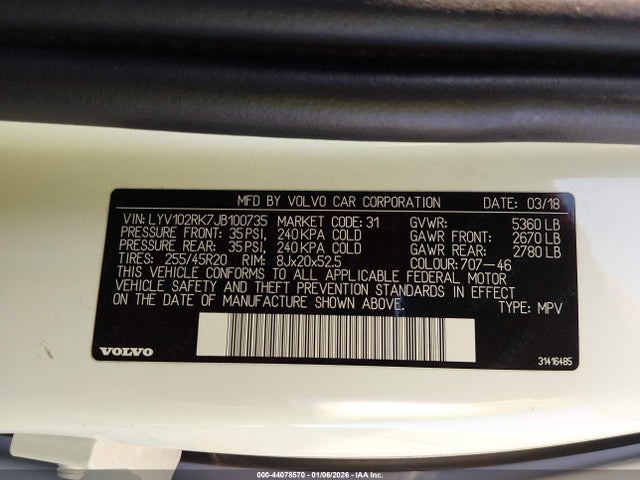 MFD BY VOLVO CAR CORPORATION DATE: 03/18
VIN: LYV102RK7JB100735 MARKET CODE: 31 GVWR: 5360 LB
PRESSURE FRONT: 35 PSI, 240 KPA COLD GAWR FRONT: 2670 LB
PRESSURE REAR: 35 PSI, 240 KPA COLD GAWR REAR: 2780 LB
TIRES: 255/45R20 RIM: 8Jx20x52.5 COLOUR: 707-46
THIS VEHICLE CONFORMS TO ALL APPLICABLE FEDERAL MOTOR
VEHICLE SAFETY AND THEFT PREVENTION STANDARDS IN EFFECT
ON THE DATE OF MANUFACTURE SHOWN ABOVE. TYPE: MPV
VOLVO 31416485
000-44078570 - 01/06/2026 - IAA Inc.